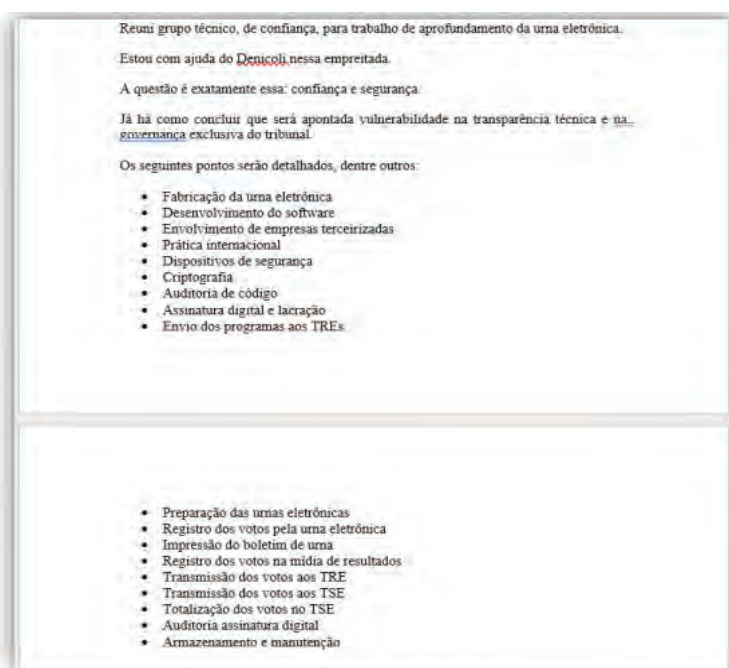 Reuni grupo técnico, de confiança, para trabalho de aprofundamento da urna eletrônica.
Estou com ajuda do Denicoli nessa empreitada.
A questão é exatamente essa: confiança e segurança.
Já há como concluir que será apontada vulnerabilidade na transparência técnica e na
governança exclusiva do tribunal.
Os seguintes pontos serão detalhados, dentre outros:
• Fabricação da urna eletrônica
• Desenvolvimento do software
• Envolvimento de empresas terceirizadas
• Prática internacional
• Dispositivos de segurança
• Criptografia
• Auditoria de código
• Assinatura digital e lacração
• Envio dos programas aos TREs
• Preparação das urnas eletrônicas
• Registro dos votos pela urna eletrônica
• Impressão do boletim de urna
• Registro dos votos na mídia de resultados
• Transmissão dos votos aos TRE
• Transmissão dos votos aos TSE
• Totalização dos votos no TSE
• Auditoria assinatura digital
• Armazenamento e manutenção